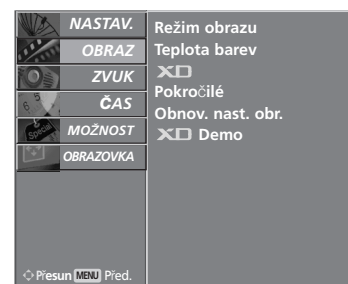 NASTAV.
OBRAZ
ZVUK
ČAS
MOŽNOST
OBRAZOVKA
Režim obrazu
Teplota barev
XD
Pokročilé
Obnov. nast. obr.
XD Demo
Přesun MENU Před.